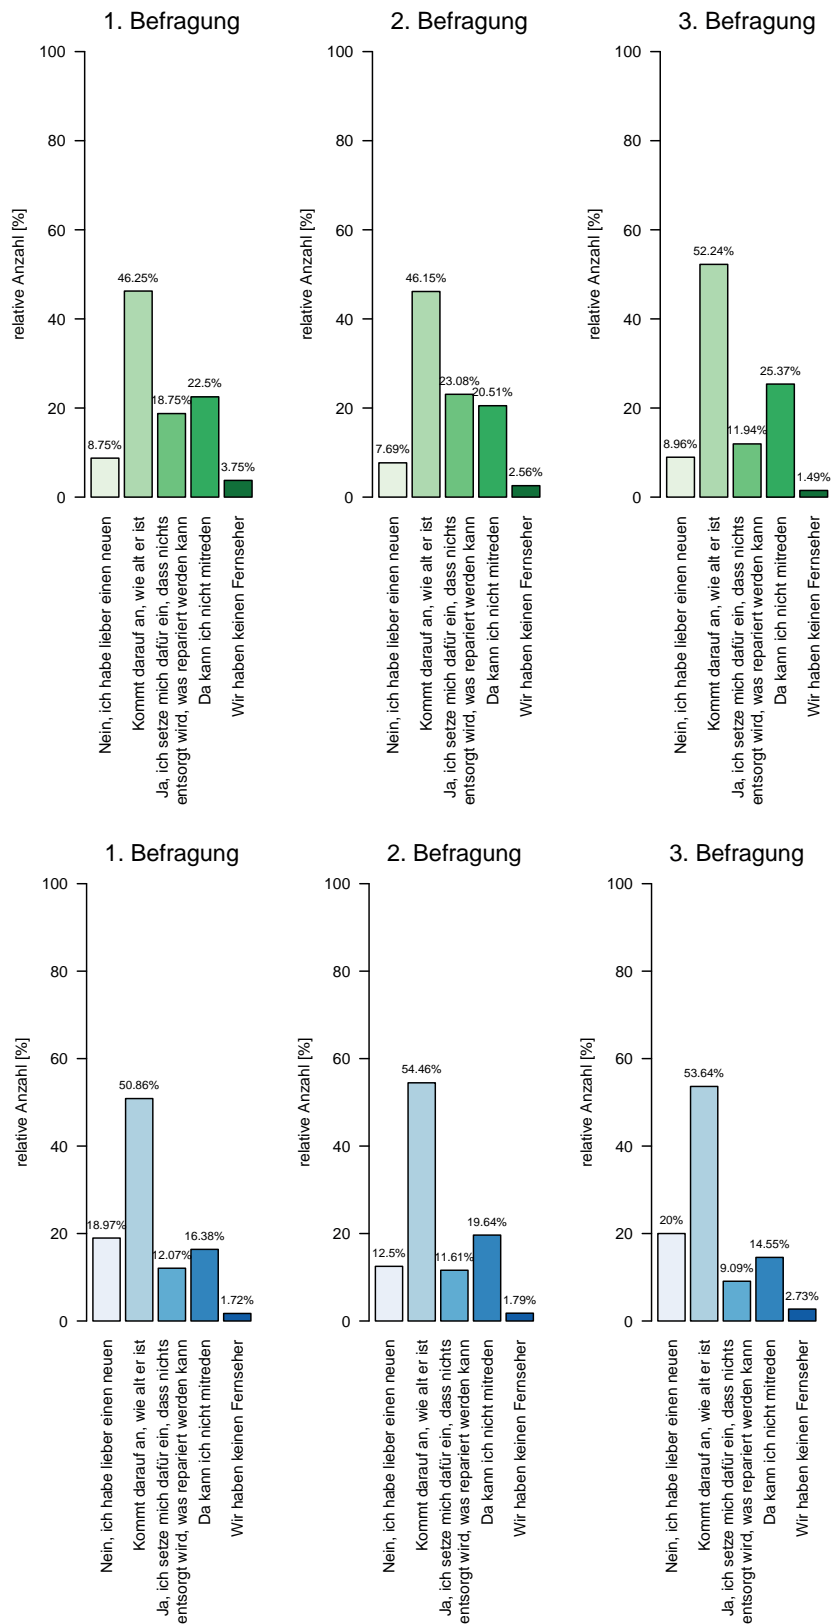 1. Befragung
relative Anzahl [%]
100
80
60
40
20
0
8.75%
46.25%
18.75%
22.5%
3.75%
Nein, ich habe lieber einen neuen
Kommt darauf an, wie alt er ist
Ja, ich setze mich dafür ein, dass nichts
entsorgt wird, was repariert werden kann
Da kann ich nicht mitreden
Wir haben keinen Fernseher
2. Befragung
relative Anzahl [%]
100
80
60
40
20
0
7.69%
46.15%
23.08%
20.51%
2.56%
Nein, ich habe lieber einen neuen
Kommt darauf an, wie alt er ist
Ja, ich setze mich dafür ein, dass nichts
entsorgt wird, was repariert werden kann
Da kann ich nicht mitreden
Wir haben keinen Fernseher
3. Befragung
relative Anzahl [%]
100
80
60
40
20
0
8.96%
52.24%
11.94%
25.37%
1.49%
Nein, ich habe lieber einen neuen
Kommt darauf an, wie alt er ist
Ja, ich setze mich dafür ein, dass nichts
entsorgt wird, was repariert werden kann
Da kann ich nicht mitreden
Wir haben keinen Fernseher
1. Befragung
relative Anzahl [%]
100
80
60
40
20
0
18.97%
50.86%
12.07%
16.38%
1.72%
Nein, ich habe lieber einen neuen
Kommt darauf an, wie alt er ist
Ja, ich setze mich dafür ein, dass nichts
entsorgt wird, was repariert werden kann
Da kann ich nicht mitreden
Wir haben keinen Fernseher
2. Befragung
relative Anzahl [%]
100
80
60
40
20
0
12.5%
54.46%
11.61%
19.64%
1.79%
Nein, ich habe lieber einen neuen
Kommt darauf an, wie alt er ist
Ja, ich setze mich dafür ein, dass nichts
entsorgt wird, was repariert werden kann
Da kann ich nicht mitreden
Wir haben keinen Fernseher
3. Befragung
relative Anzahl [%]
100
80
60
40
20
0
20%
53.64%
9.09%
14.55%
2.73%
Nein, ich habe lieber einen neuen
Kommt darauf an, wie alt er ist
Ja, ich setze mich dafür ein, dass nichts
entsorgt wird, was repariert werden kann
Da kann ich nicht mitreden
Wir haben keinen Fernseher